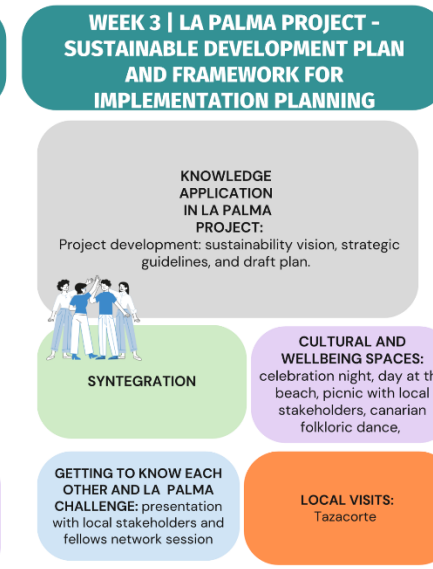 WEEK 3 | LA PALMA PROJECT -
SUSTAINABLE DEVELOPMENT PLAN
AND FRAMEWORK FOR
IMPLEMENTATION PLANNING
KNOWLEDGE
APPLICATION
IN LA PALMA
PROJECT:
Project development: sustainability vision, strategic
guidelines, and draft plan.
SYNTEGRATION
CULTURAL AND
WELLBEING SPACES:
celebration night, day at th
beach, picnic with local
stakeholders, canarian
folkloric dance,
GETTING TO KNOW EACH
OTHER AND LA PALMA
CHALLENGE: presentation
with local stakeholders and
fellows network session
LOCAL VISITS:
Tazacorte